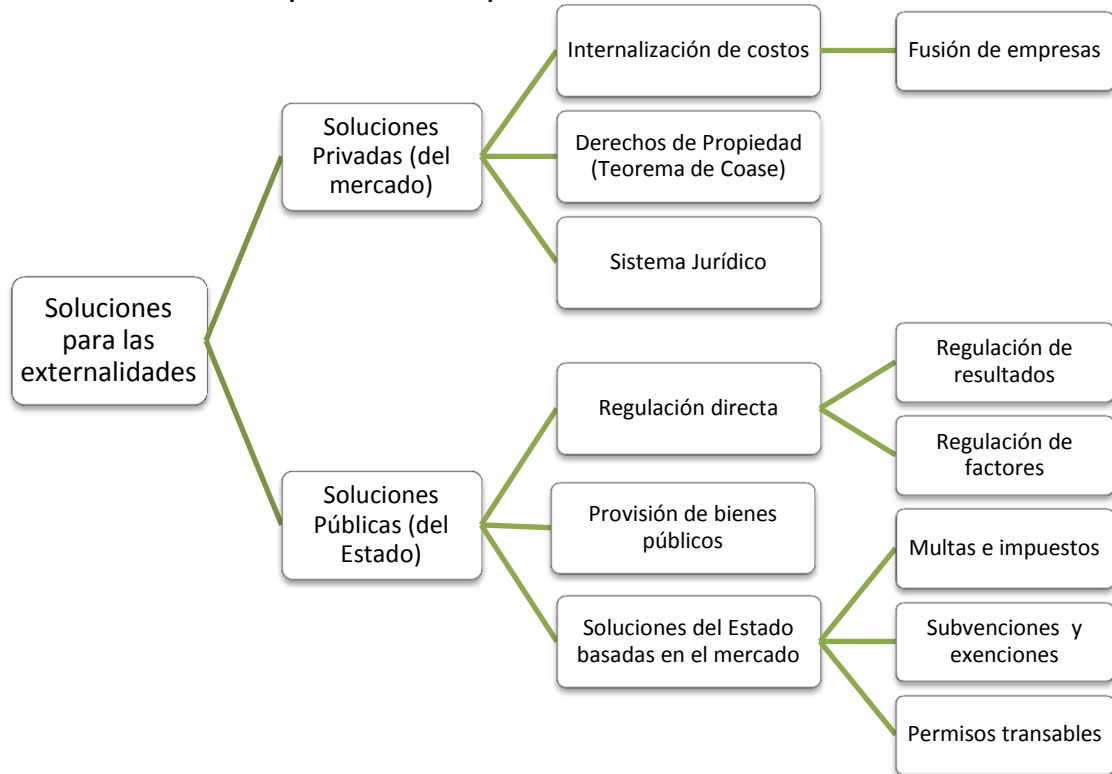 Soluciones
para las
externalidades
Soluciones
Privadas (del
mercado)
Internalización de costos
Fusión de empresas
Derechos de Propiedad
(Teorema de Coase)
Sistema Jurídico
Soluciones
Públicas (del
Estado)
Regulación directa
Regulación de
resultados
Regulación de
factores
Provisión de bienes
públicos
Soluciones del Estado
basadas en el mercado
Multas e impuestos
Subvenciones y
exenciones
Permisos transables